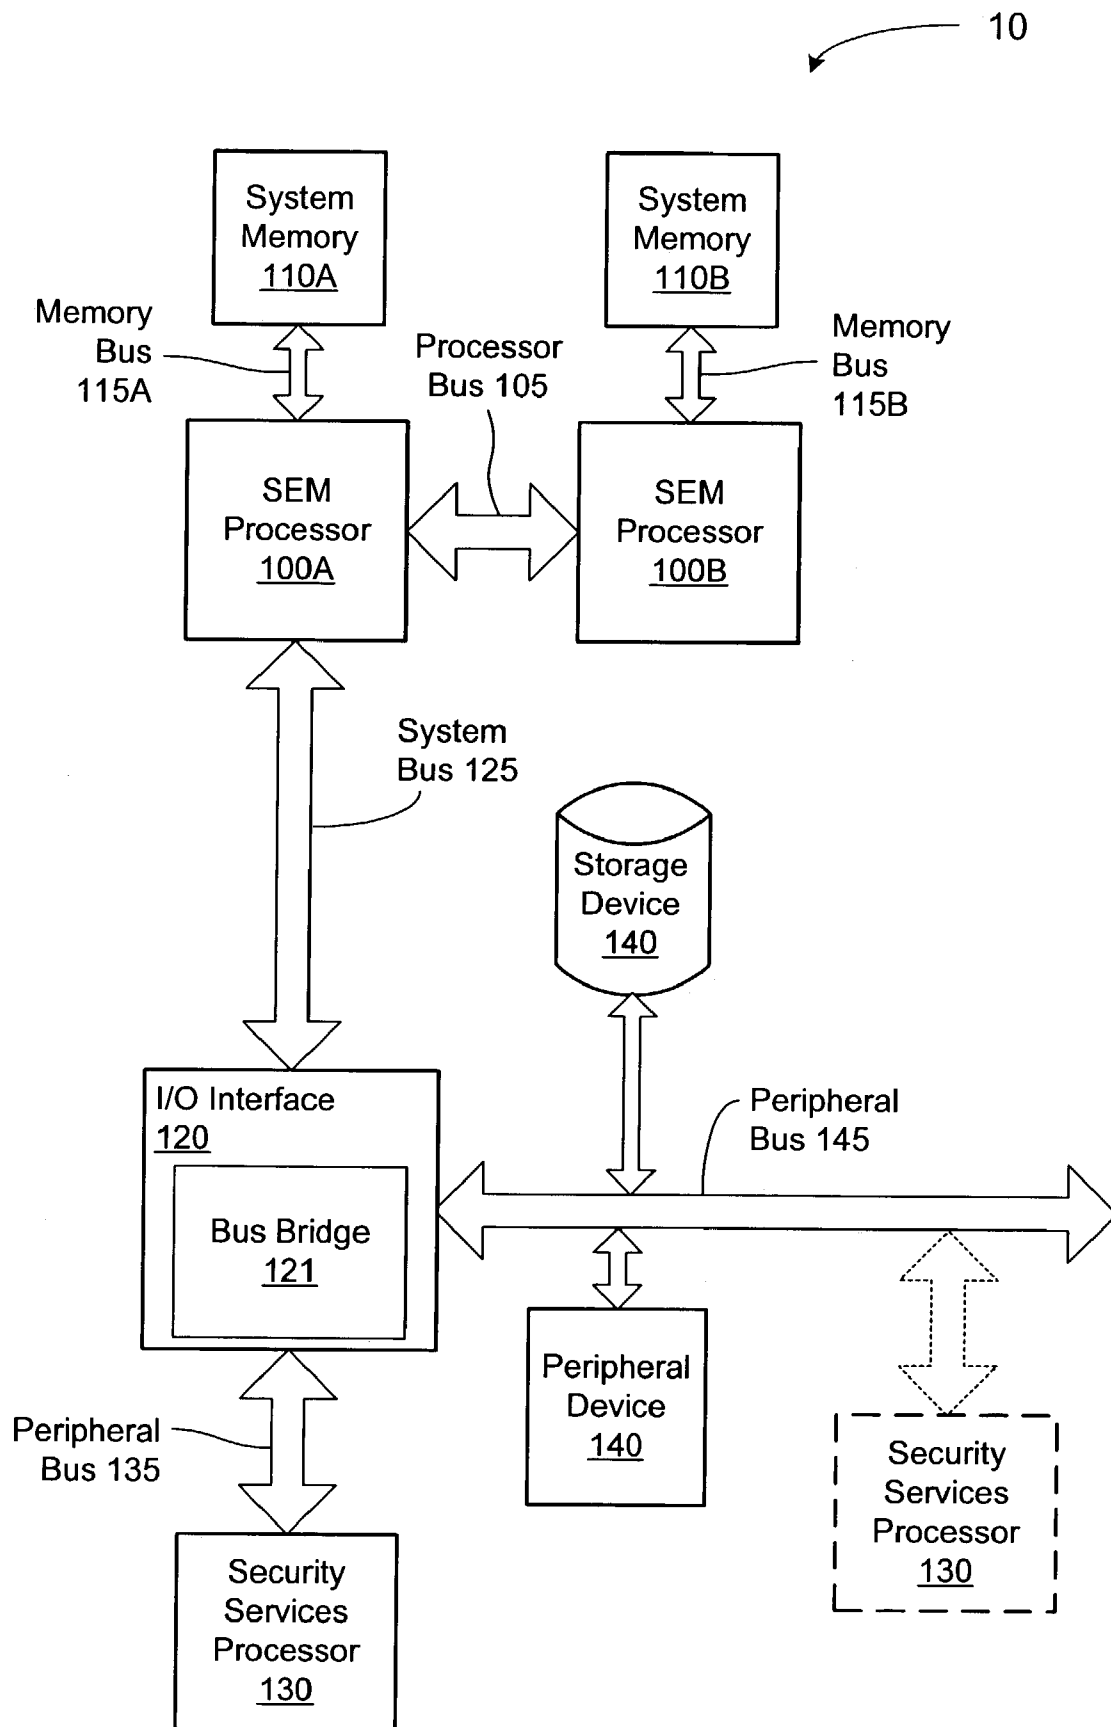 10
System
Memory
110A
System
Memory
110B
Memory
Bus
115A
Processor
Bus 105
Memory
Bus
115B
SEM
Processor
100A
SEM
Processor
100B
System
Bus 125
Storage
Device
140
I/O Interface
120
Peripheral
Bus 145
Bus Bridge
121
Peripheral
Device
140
Peripheral
Bus 135
Security
Services
Processor
130
Security
Services
Processor
130